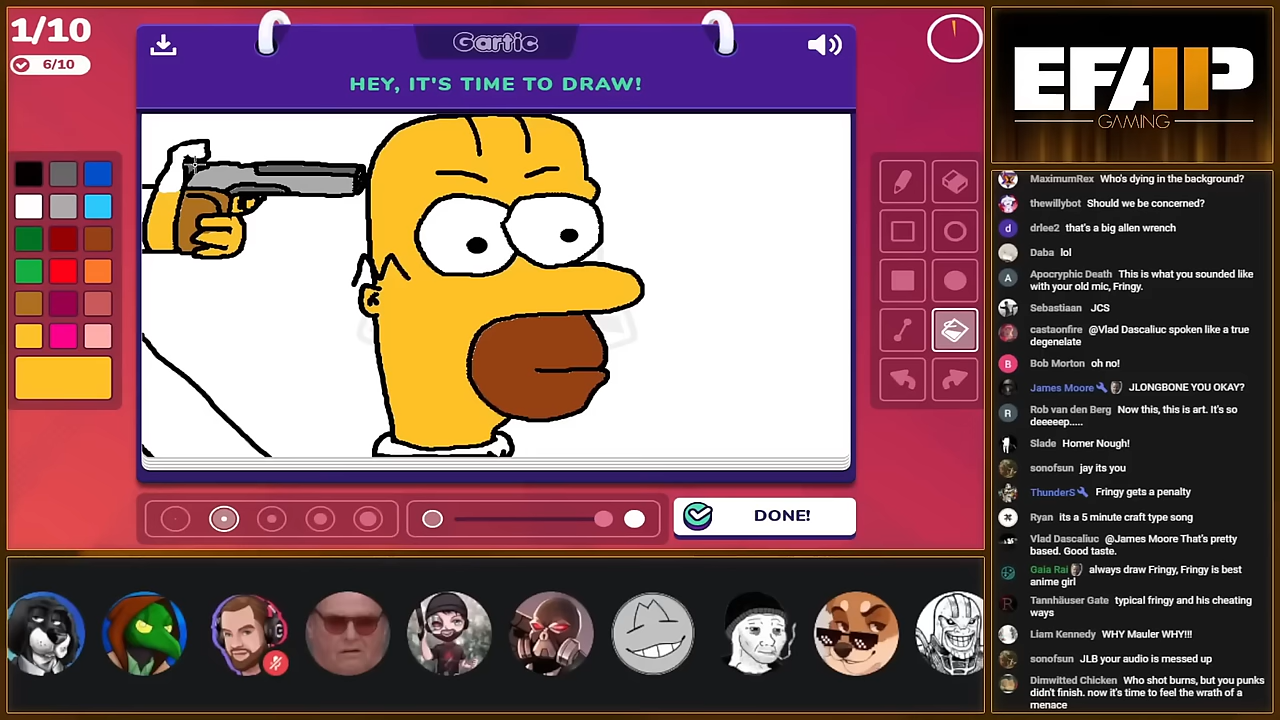 1/10
6/10
Gartic
HEY, IT'S TIME TO DRAW!
DONE!
EFAP
GAMING
MaximumRex Who's dying in the background?
thewillybot Should we be concerned?
drlee2 that's a big allen wrench
Daba lol
Apocryphic Death This is what you sounded like
with your old mic, Fringy.
Sebastiaan JCS
castaonfire @Vlad Dascaliuc spoken like a true
degenelate
Bob Morton oh no!
James Moore JLONGBONE YOU OKAY?
Rob van den Berg Now this, this is art. It's so
deeeeep.....
Slade Homer Nough!
sonofsun jay its you
ThunderS Fringy gets a penalty
Ryan its a 5 minute craft type song
Vlad Dascaliuc @James Moore That's pretty
based. Good taste.
Gaia Rai always draw Fringy, Fringy is best
anime girl
Tannhäuser Gate typical fringy and his cheating
ways
Liam Kennedy WHY Mauler WHY!!!
sonofsun JLB your audio is messed up
Dimwitted Chicken Who shot burns, but you punks
didn't finish. now it's time to feel the wrath of a
menace